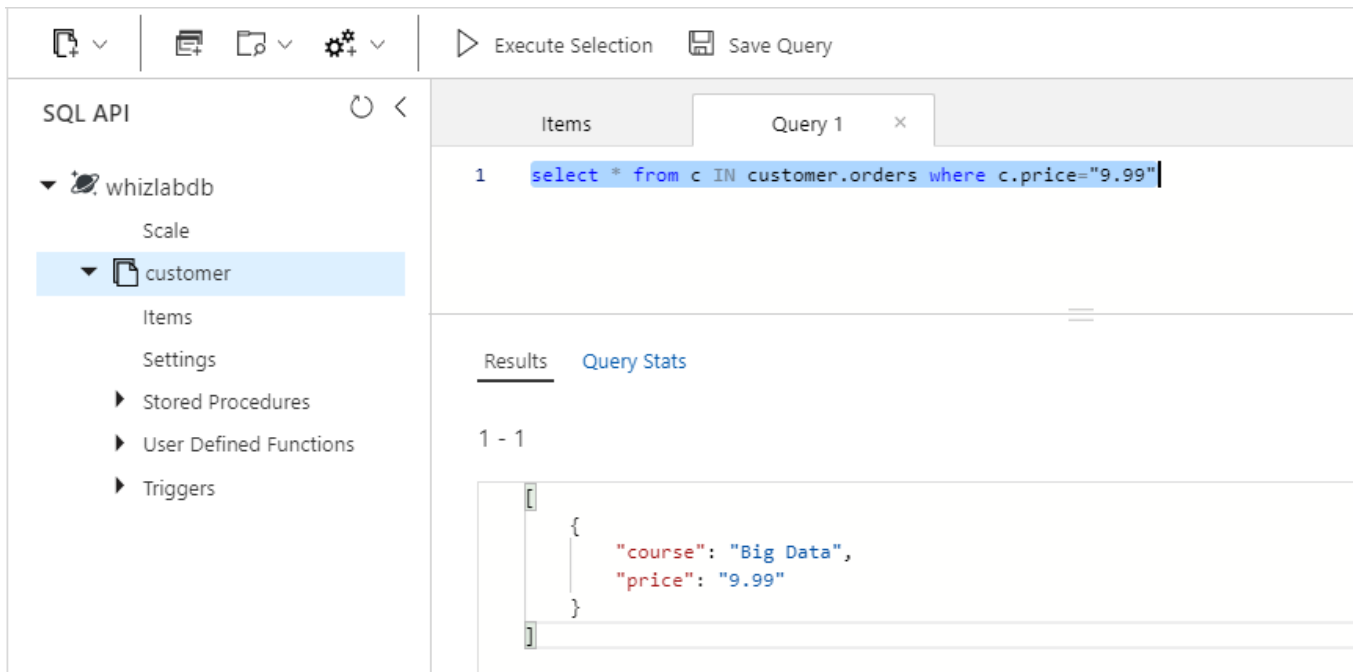 Execute Selection Save Query
SQL API
Items Query 1 ×
whizlabdb
1 select * from c IN customer.orders where c.price="9.99"
Scale
customer
Items
Settings
Results Query Stats
Stored Procedures
User Defined Functions
1 - 1
Triggers
[
{
"course": "Big Data",
"price": "9.99"
}
]